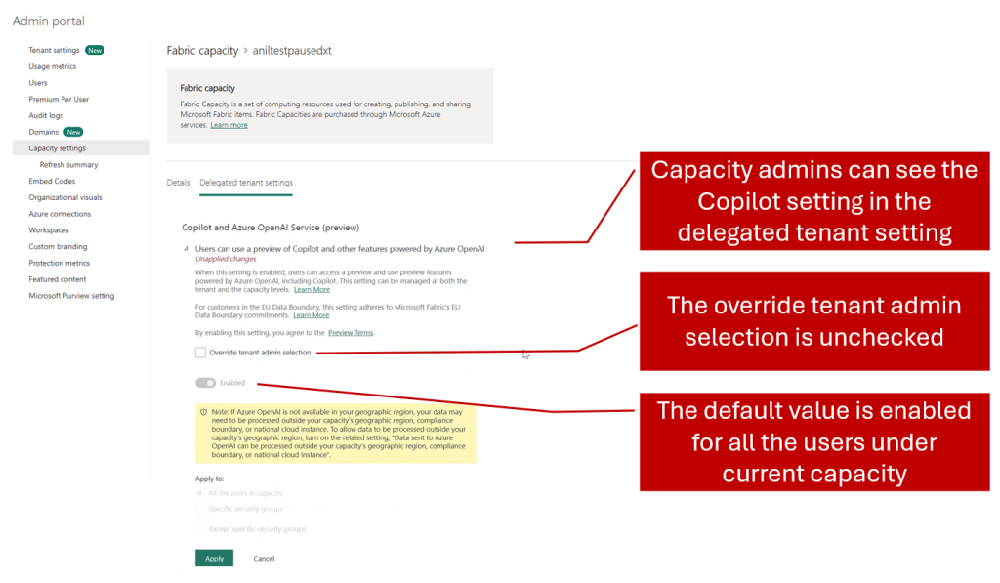 Admin portal
Tenant settings New
Usage metrics
Users
Premium Per User
Audit logs
Domains New
Capacity settings
Refresh summary
Embed Codes
Organizational visuals
Azure connections
Workspaces
Custom branding
Protection metrics
Featured content
Microsoft Purview setting
Fabric capacity > aniltestpausedxt
Fabric capacity
Fabric Capacity is a set of computing resources used for creating, publishing, and sharing
Microsoft Fabric items. Fabric Capacities are purchased through Microsoft Azure
services. Learn more
Details Delegated tenant settings
Copilot and Azure OpenAI Service (preview)
Users can use a preview of Copilot and other features powered by Azure OpenAI
Unapplied changes
When this setting is enabled, users can access a preview and use preview features
powered by Azure OpenAI, including Copilot. This setting can be managed at both the
tenant and the capacity levels. Learn More
For customers in the EU Data Boundary, this setting adheres to Microsoft Fabric's EU
Data Boundary commitments. Learn More
By enabling this setting, you agree to the Preview Terms.
Override tenant admin selection
Enabled
Note: If Azure OpenAI is not available in your geographic region, your data may
need to be processed outside your capacity's geographic region, compliance
boundary, or national cloud instance. To allow data to be processed outside your
capacity's geographic region, turn on the related setting, "Data sent to Azure
OpenAI can be processed outside your capacity's geographic region, compliance
boundary, or national cloud instance".
Apply to:
All the users in capacity
Specific security groups
Except specific security groups
Apply Cancel
Capacity admins can see the
Copilot setting in the
delegated tenant setting
The override tenant admin
selection is unchecked
The default value is enabled
for all the users under
current capacity